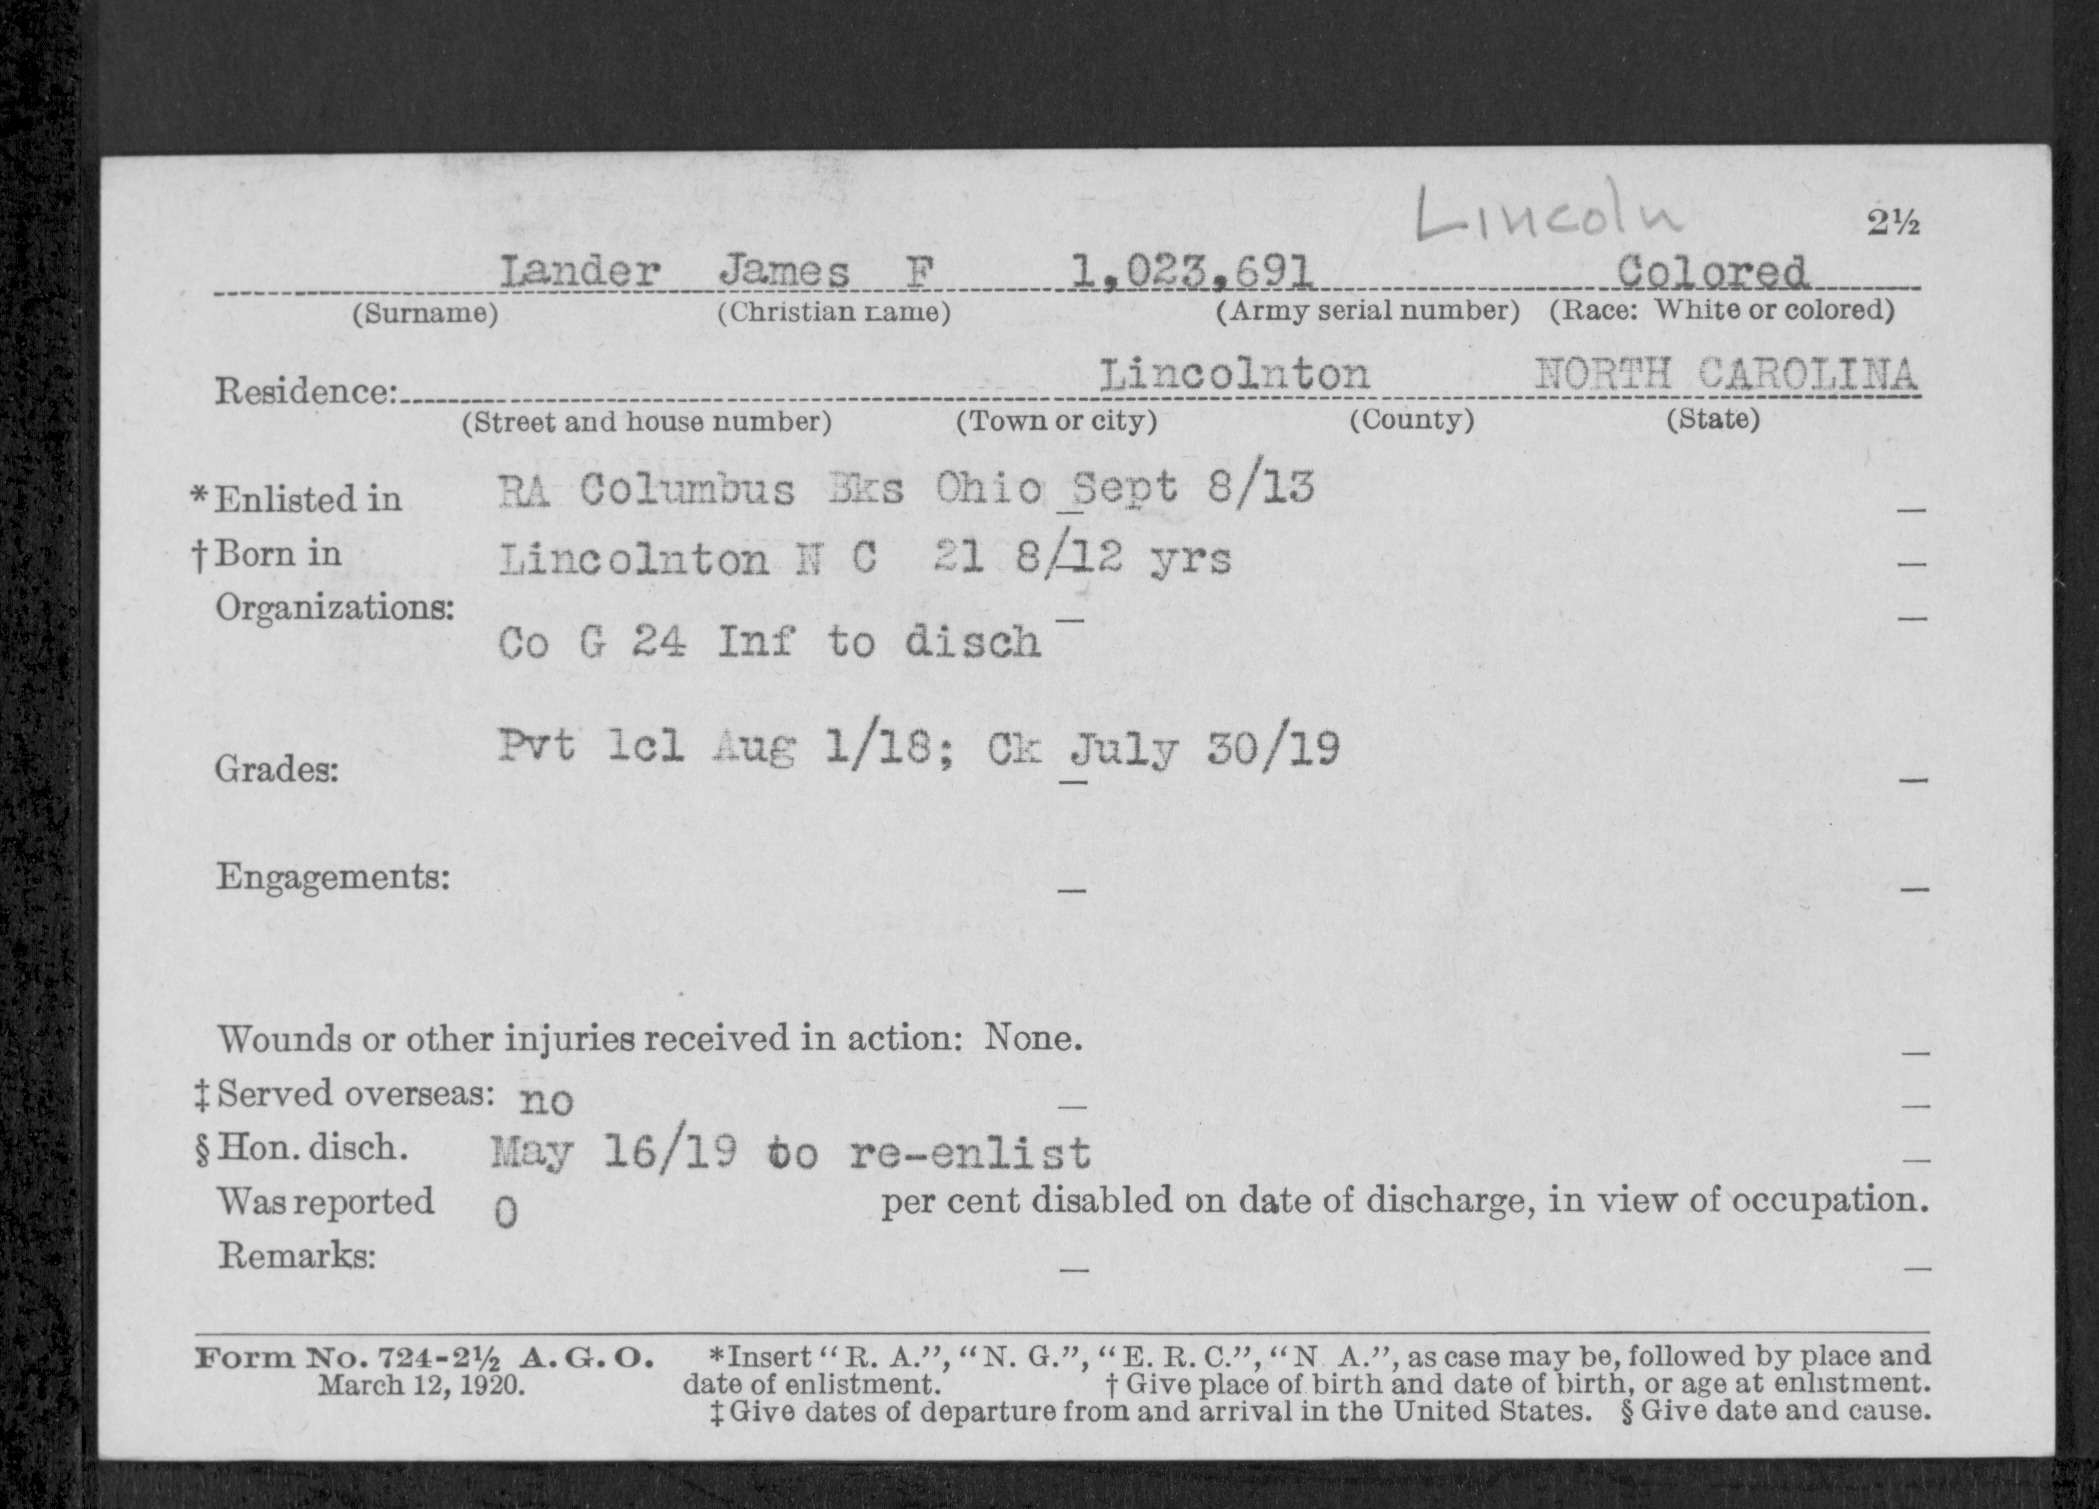 Lincoln 2½
Lander James F 1,023,691 Colored
(Surname) (Christian name) (Army serial number) (Race: White or colored)
Residence: Lincolnton NORTH CAROLINA
(Street and house number) (Town or city) (County) (State)
*Enlisted in RA Columbus Bks Ohio Sept 8/13
†Born in Lincolnton N C 21 8/12 yrs
Organizations:
Co G 24 Inf to disch
Grades: Pvt 1cl Aug 1/18; Ck July 30/19
Engagements:
Wounds or other injuries received in action: None.
‡Served overseas: no
§Hon. disch. May 16/19 to re-enlist
Was reported 0 per cent disabled on date of discharge, in view of occupation.
Remarks:
Form No. 724-2½ A. G. O. *Insert "R. A.", "N. G.", "E. R. C.", "N A.", as case may be, followed by place and
March 12, 1920. date of enlistment. †Give place of birth and date of birth, or age at enlistment.
‡Give dates of departure from and arrival in the United States. §Give date and cause.